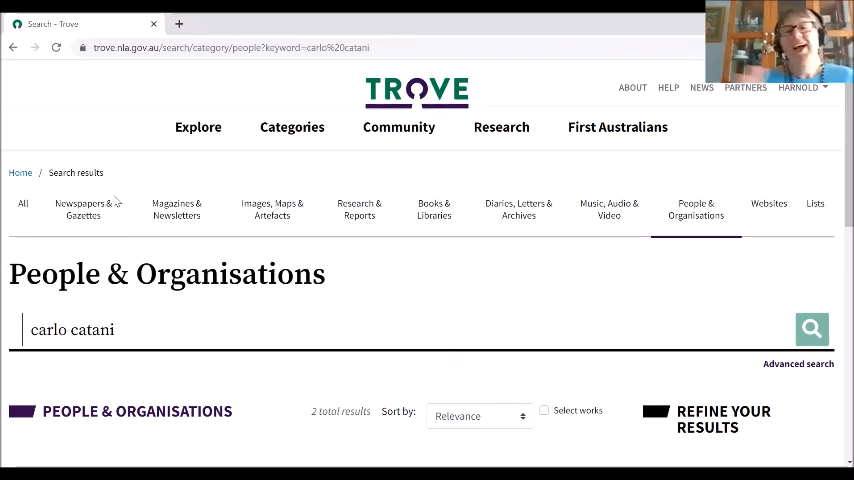 Search - Trove
trove.nla.gov.au/search/category/people?keyword=carlo%20catani
TROVE
ABOUT HELP NEWS PARTNERS HARNOLD
Explore Categories Community Research First Australians
Home / Search results
All
Newspapers &
Gazettes
Magazines &
Newsletters
Images, Maps &
Artefacts
Research &
Reports
Books &
Libraries
Diaries, Letters &
Archives
Music, Audio &
Video
People &
Organisations
Websites
Lists
People & Organisations
carlo catani
Advanced search
PEOPLE & ORGANISATIONS
2 total results
Sort by:
Relevance
Select works
REFINE YOUR
RESULTS